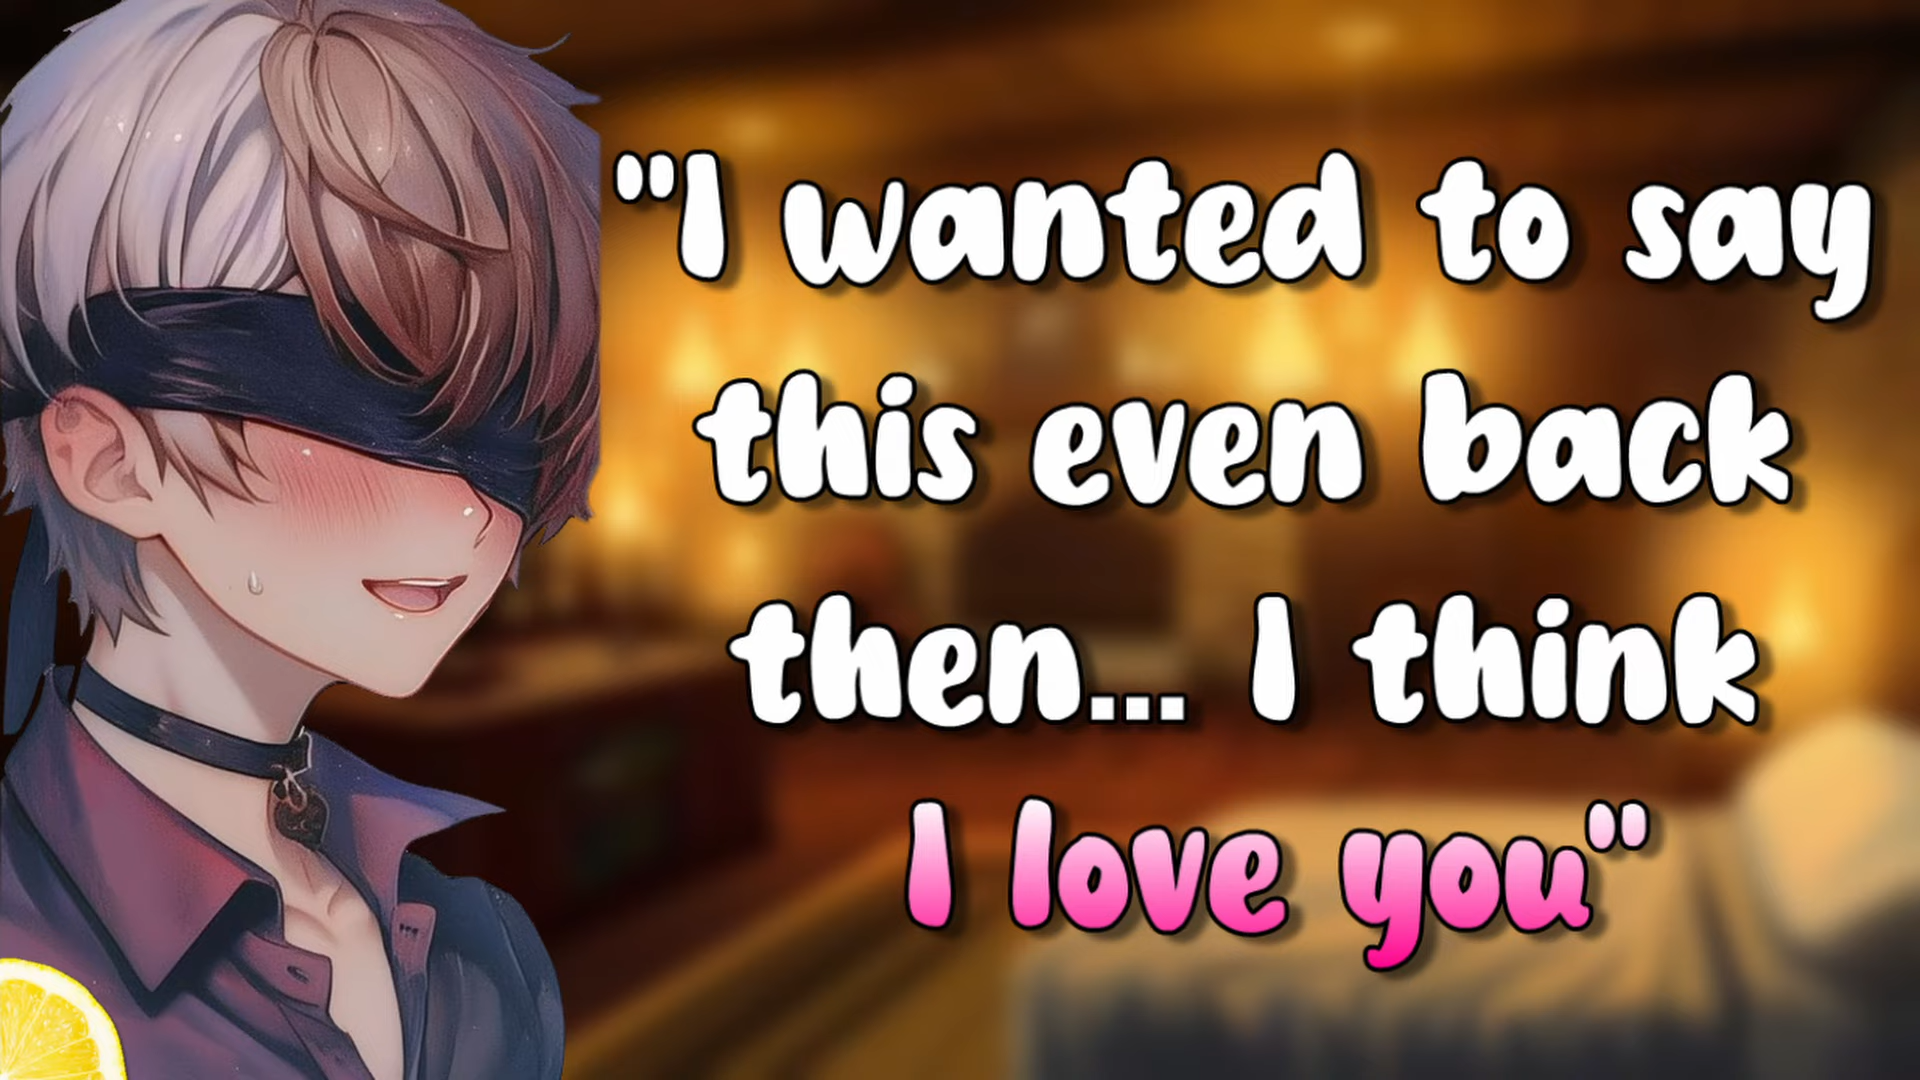 "I wanted to say
this even back
then... I think
I love you"